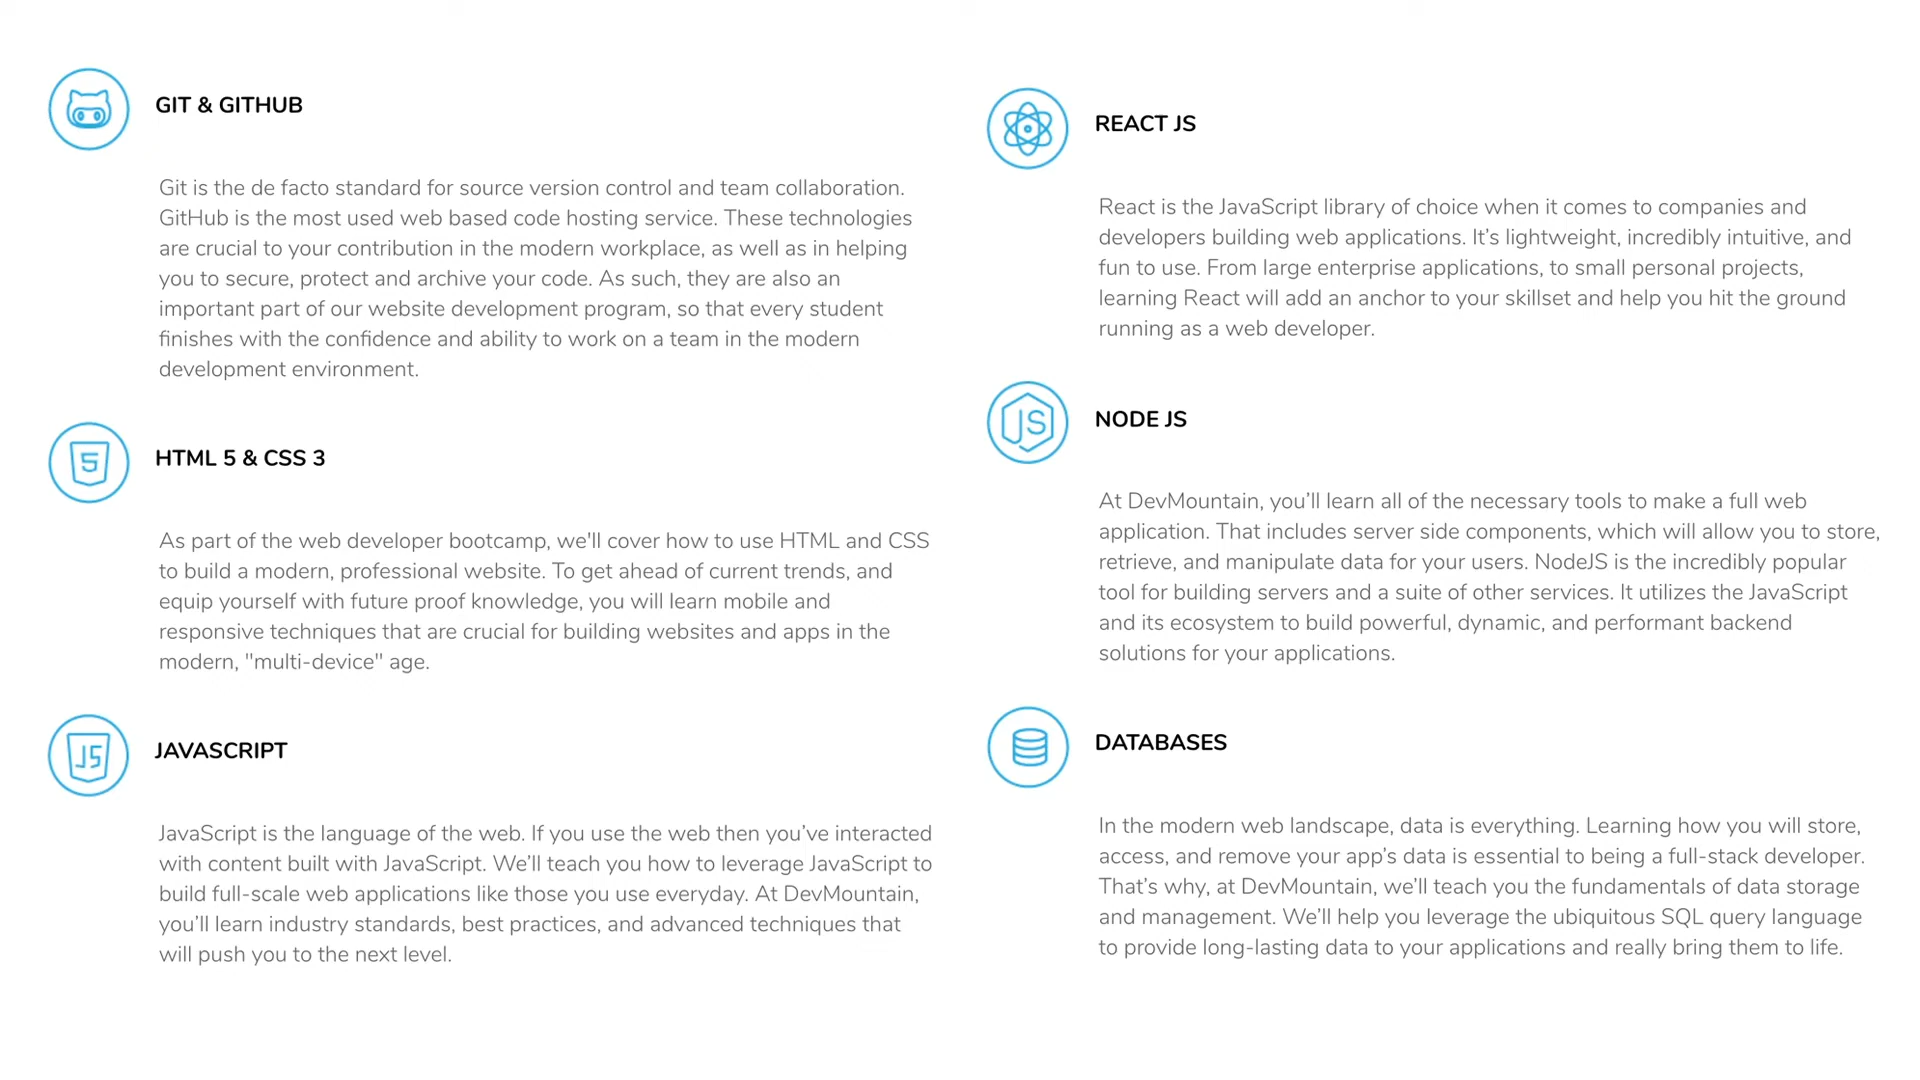 GIT & GITHUB
Git is the de facto standard for source version control and team collaboration.
GitHub is the most used web based code hosting service. These technologies
are crucial to your contribution in the modern workplace, as well as in helping
you to secure, protect and archive your code. As such, they are also an
important part of our website development program, so that every student
finishes with the confidence and ability to work on a team in the modern
development environment.
5
HTML 5 & CSS 3
As part of the web developer bootcamp, we'll cover how to use HTML and CSS
to build a modern, professional website. To get ahead of current trends, and
equip yourself with future proof knowledge, you will learn mobile and
responsive techniques that are crucial for building websites and apps in the
modern, "multi-device" age.
JS
JAVASCRIPT
JavaScript is the language of the web. If you use the web then you’ve interacted
with content built with JavaScript. We’ll teach you how to leverage JavaScript to
build full-scale web applications like those you use everyday. At DevMountain,
you’ll learn industry standards, best practices, and advanced techniques that
will push you to the next level.
REACT JS
React is the JavaScript library of choice when it comes to companies and
developers building web applications. It’s lightweight, incredibly intuitive, and
fun to use. From large enterprise applications, to small personal projects,
learning React will add an anchor to your skillset and help you hit the ground
running as a web developer.
JS
NODE JS
At DevMountain, you’ll learn all of the necessary tools to make a full web
application. That includes server side components, which will allow you to store,
retrieve, and manipulate data for your users. NodeJS is the incredibly popular
tool for building servers and a suite of other services. It utilizes the JavaScript
and its ecosystem to build powerful, dynamic, and performant backend
solutions for your applications.
DATABASES
In the modern web landscape, data is everything. Learning how you will store,
access, and remove your app’s data is essential to being a full-stack developer.
That’s why, at DevMountain, we’ll teach you the fundamentals of data storage
and management. We’ll help you leverage the ubiquitous SQL query language
to provide long-lasting data to your applications and really bring them to life.